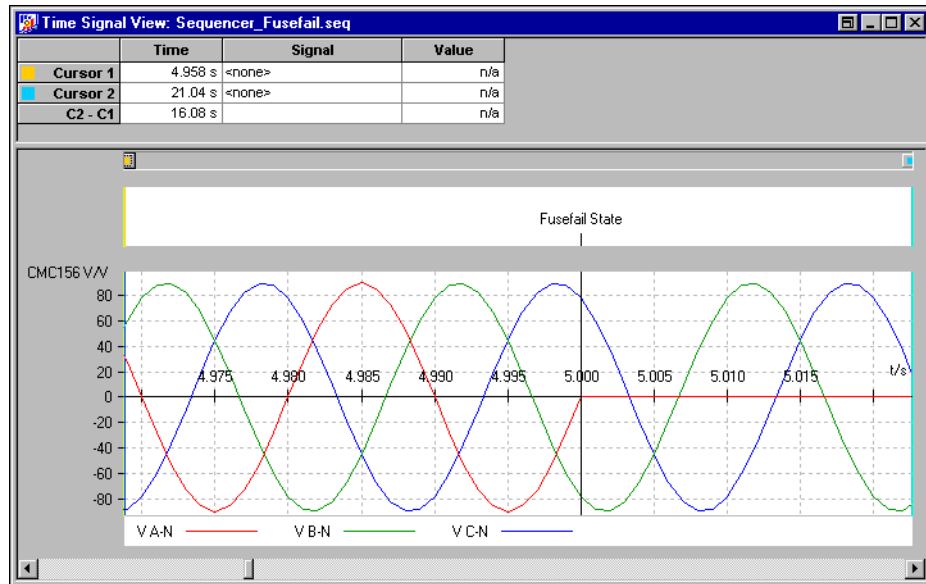 Time Signal View: Sequencer_Fusefail.seq
Time Signal Value
Cursor 1 4.958 s <none> n/a
Cursor 2 21.04 s <none> n/a
C2 - C1 16.08 s n/a
Fusefail State
CMC156 V/V
80
60
40
20
0
-20
-40
-60
-80
4.975 4.980 4.985 4.990 4.995 5.000 5.005 5.010 5.015 t/s
V A-N V B-N V C-N